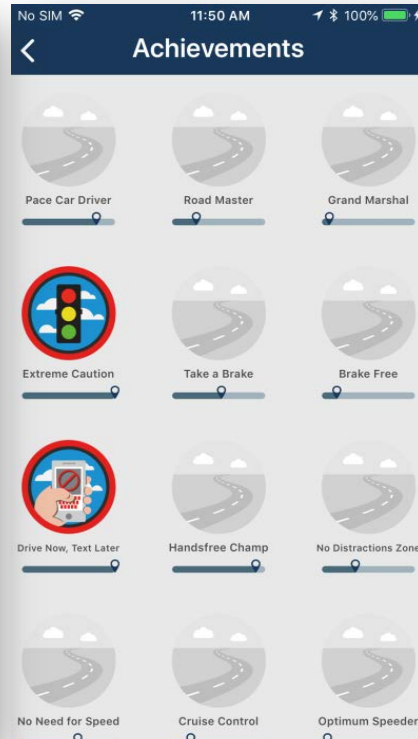 No SIM 11:50 AM 100%
Achievements
Pace Car Driver Road Master Grand Marshal
Extreme Caution Take a Brake Brake Free
Drive Now, Text Later Handsfree Champ No Distractions Zone
No Need for Speed Cruise Control Optimum Speeder